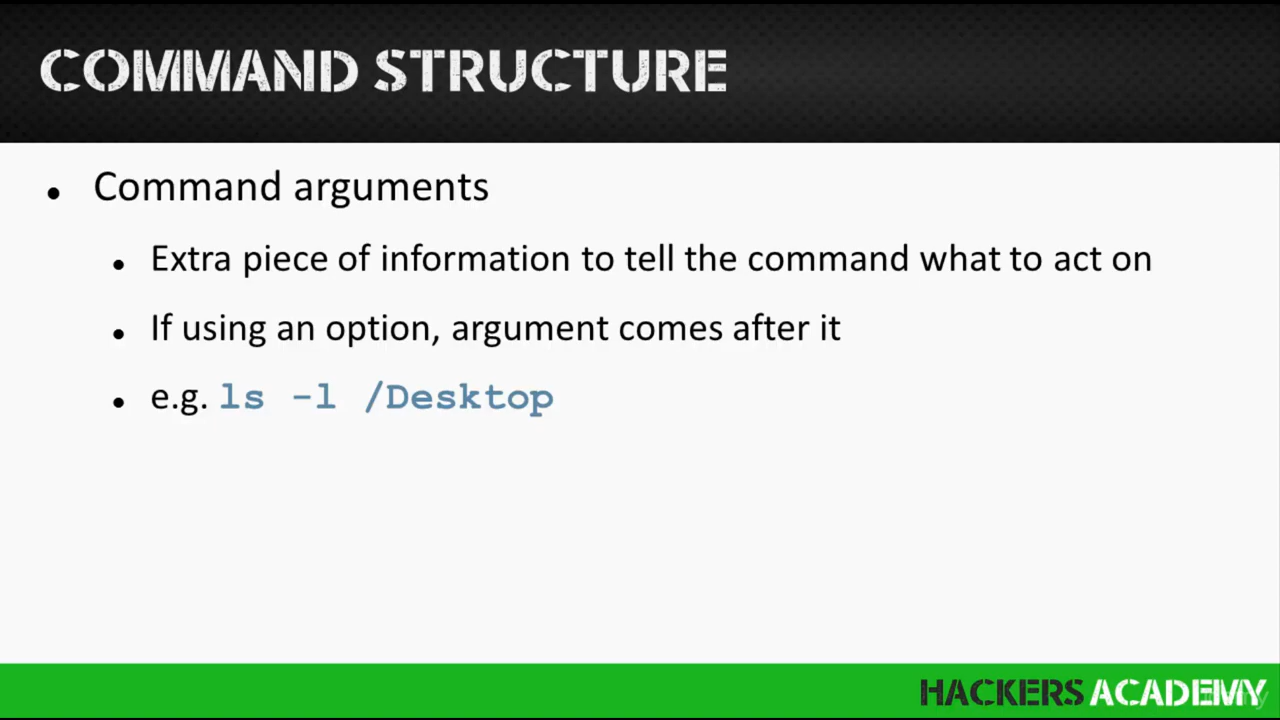 COMMAND STRUCTURE
• Command arguments
• Extra piece of information to tell the command what to act on
• If using an option, argument comes after it
• e.g. ls -l /Desktop
HACKERS ACADEMY